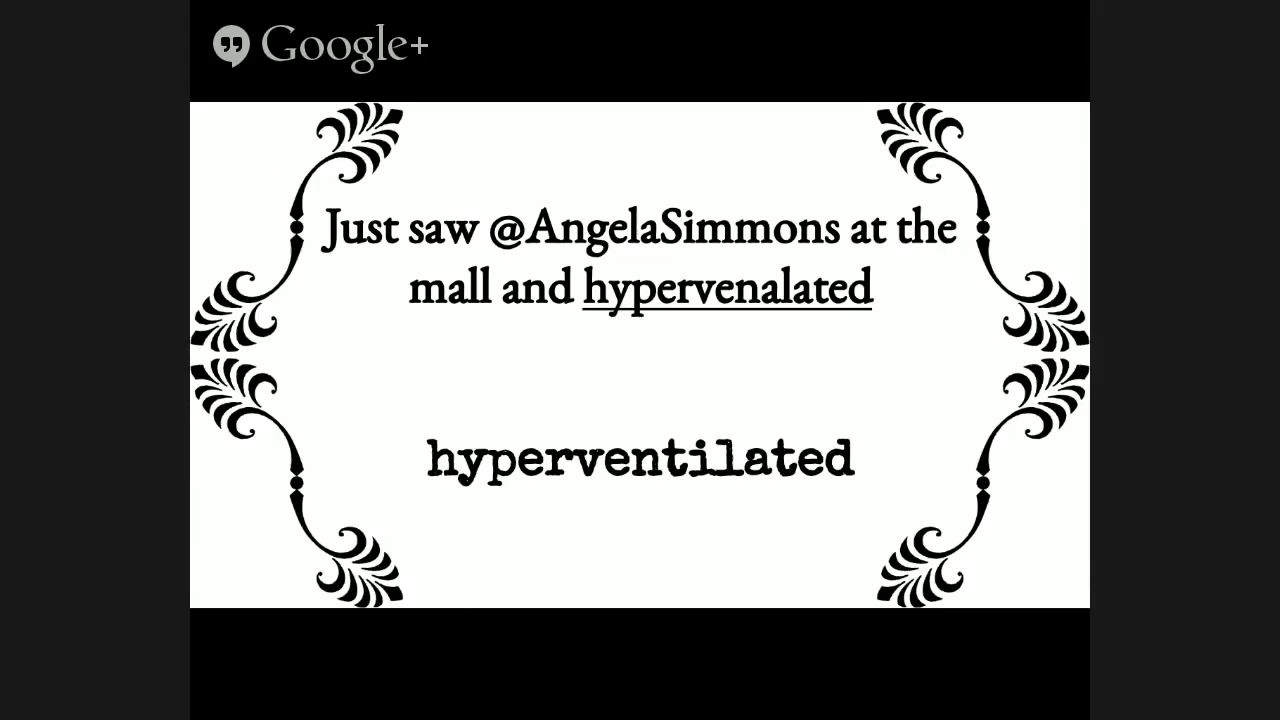 Google+
Just saw @AngelaSimmons at the
mall and hypervenalated
hyperventilated